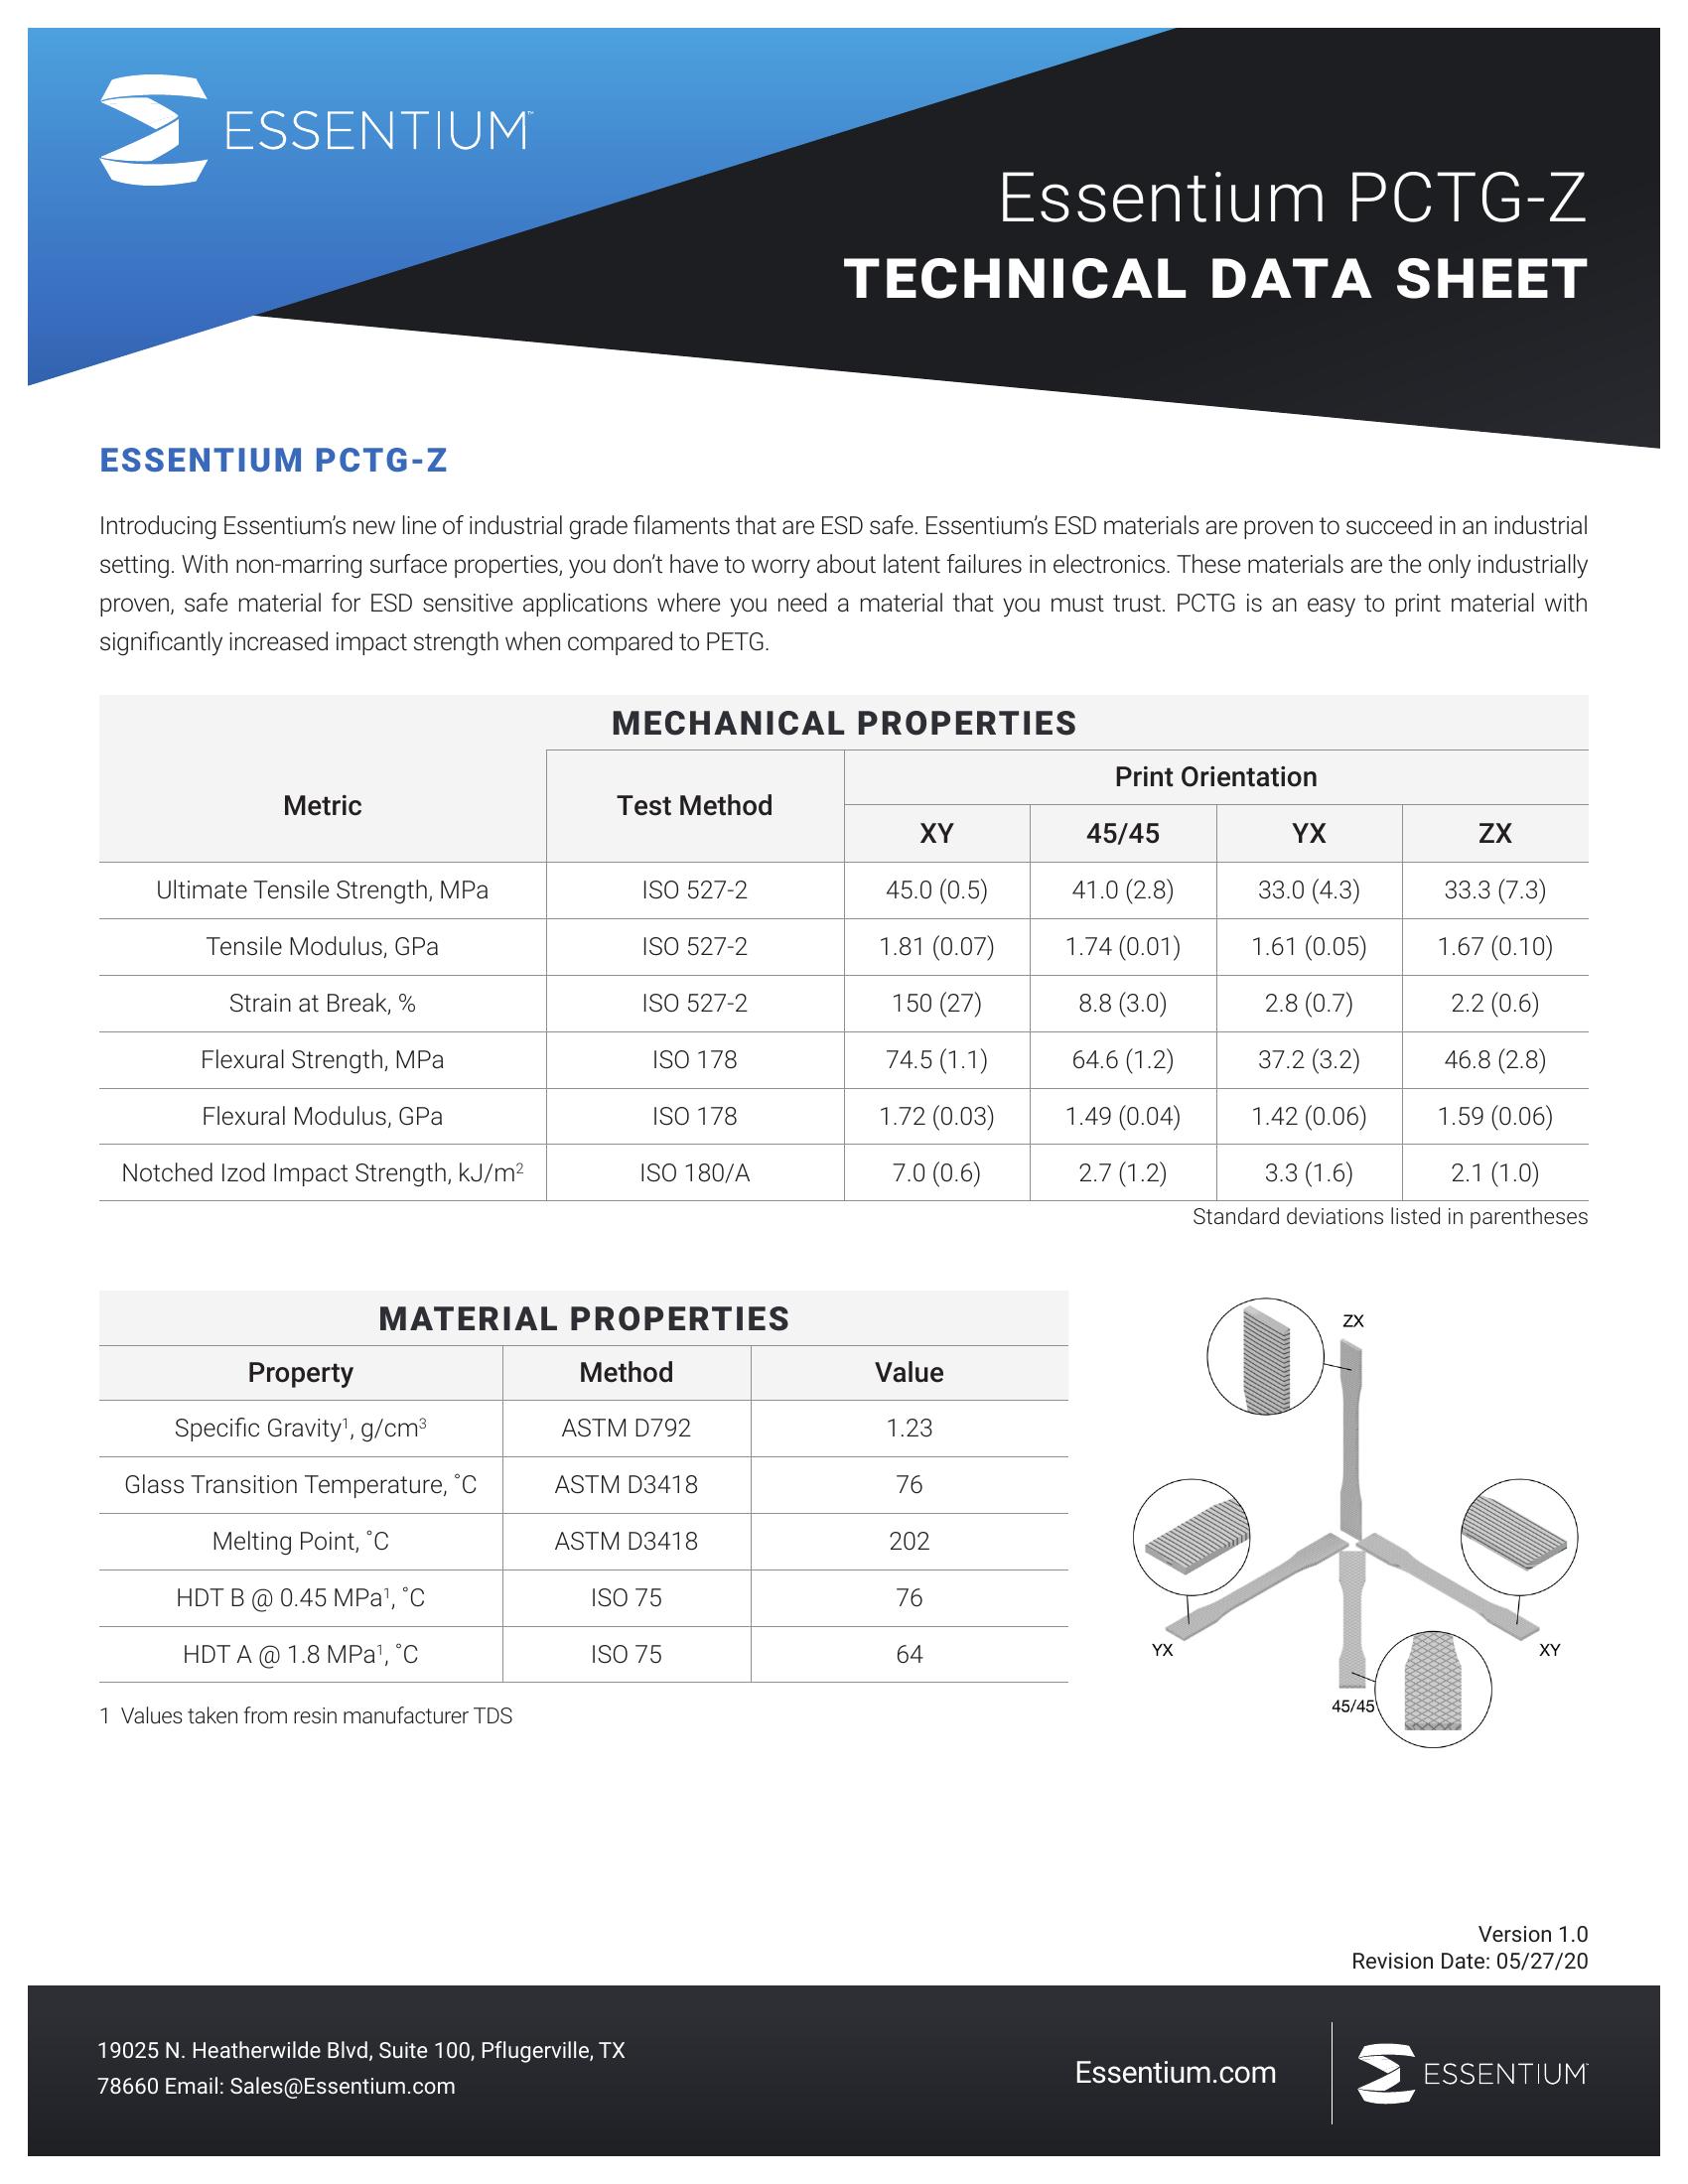 ESSENTIUM™
Essentium PCTG-Z
TECHNICAL DATA SHEET
ESSENTIUM PCTG-Z
Introducing Essentium’s new line of industrial grade filaments that are ESD safe. Essentium’s ESD materials are proven to succeed in an industrial
setting. With non-marring surface properties, you don’t have to worry about latent failures in electronics. These materials are the only industrially
proven, safe material for ESD sensitive applications where you need a material that you must trust. PCTG is an easy to print material with
significantly increased impact strength when compared to PETG.
MECHANICAL PROPERTIES
Metric Test Method Print Orientation
XY 45/45 YX ZX
Ultimate Tensile Strength, MPa ISO 527-2 45.0 (0.5) 41.0 (2.8) 33.0 (4.3) 33.3 (7.3)
Tensile Modulus, GPa ISO 527-2 1.81 (0.07) 1.74 (0.01) 1.61 (0.05) 1.67 (0.10)
Strain at Break, % ISO 527-2 150 (27) 8.8 (3.0) 2.8 (0.7) 2.2 (0.6)
Flexural Strength, MPa ISO 178 74.5 (1.1) 64.6 (1.2) 37.2 (3.2) 46.8 (2.8)
Flexural Modulus, GPa ISO 178 1.72 (0.03) 1.49 (0.04) 1.42 (0.06) 1.59 (0.06)
Notched Izod Impact Strength, kJ/m² ISO 180/A 7.0 (0.6) 2.7 (1.2) 3.3 (1.6) 2.1 (1.0)
Standard deviations listed in parentheses
MATERIAL PROPERTIES
Property Method Value
Specific Gravity¹, g/cm³ ASTM D792 1.23
Glass Transition Temperature, ˚C ASTM D3418 76
Melting Point, ˚C ASTM D3418 202
HDT B @ 0.45 MPa¹, ˚C ISO 75 76
HDT A @ 1.8 MPa¹, ˚C ISO 75 64
1 Values taken from resin manufacturer TDS
ZX
YX
XY
45/45
Version 1.0
Revision Date: 05/27/20
19025 N. Heatherwilde Blvd, Suite 100, Pflugerville, TX
78660 Email: Sales@Essentium.com
Essentium.com
ESSENTIUM™